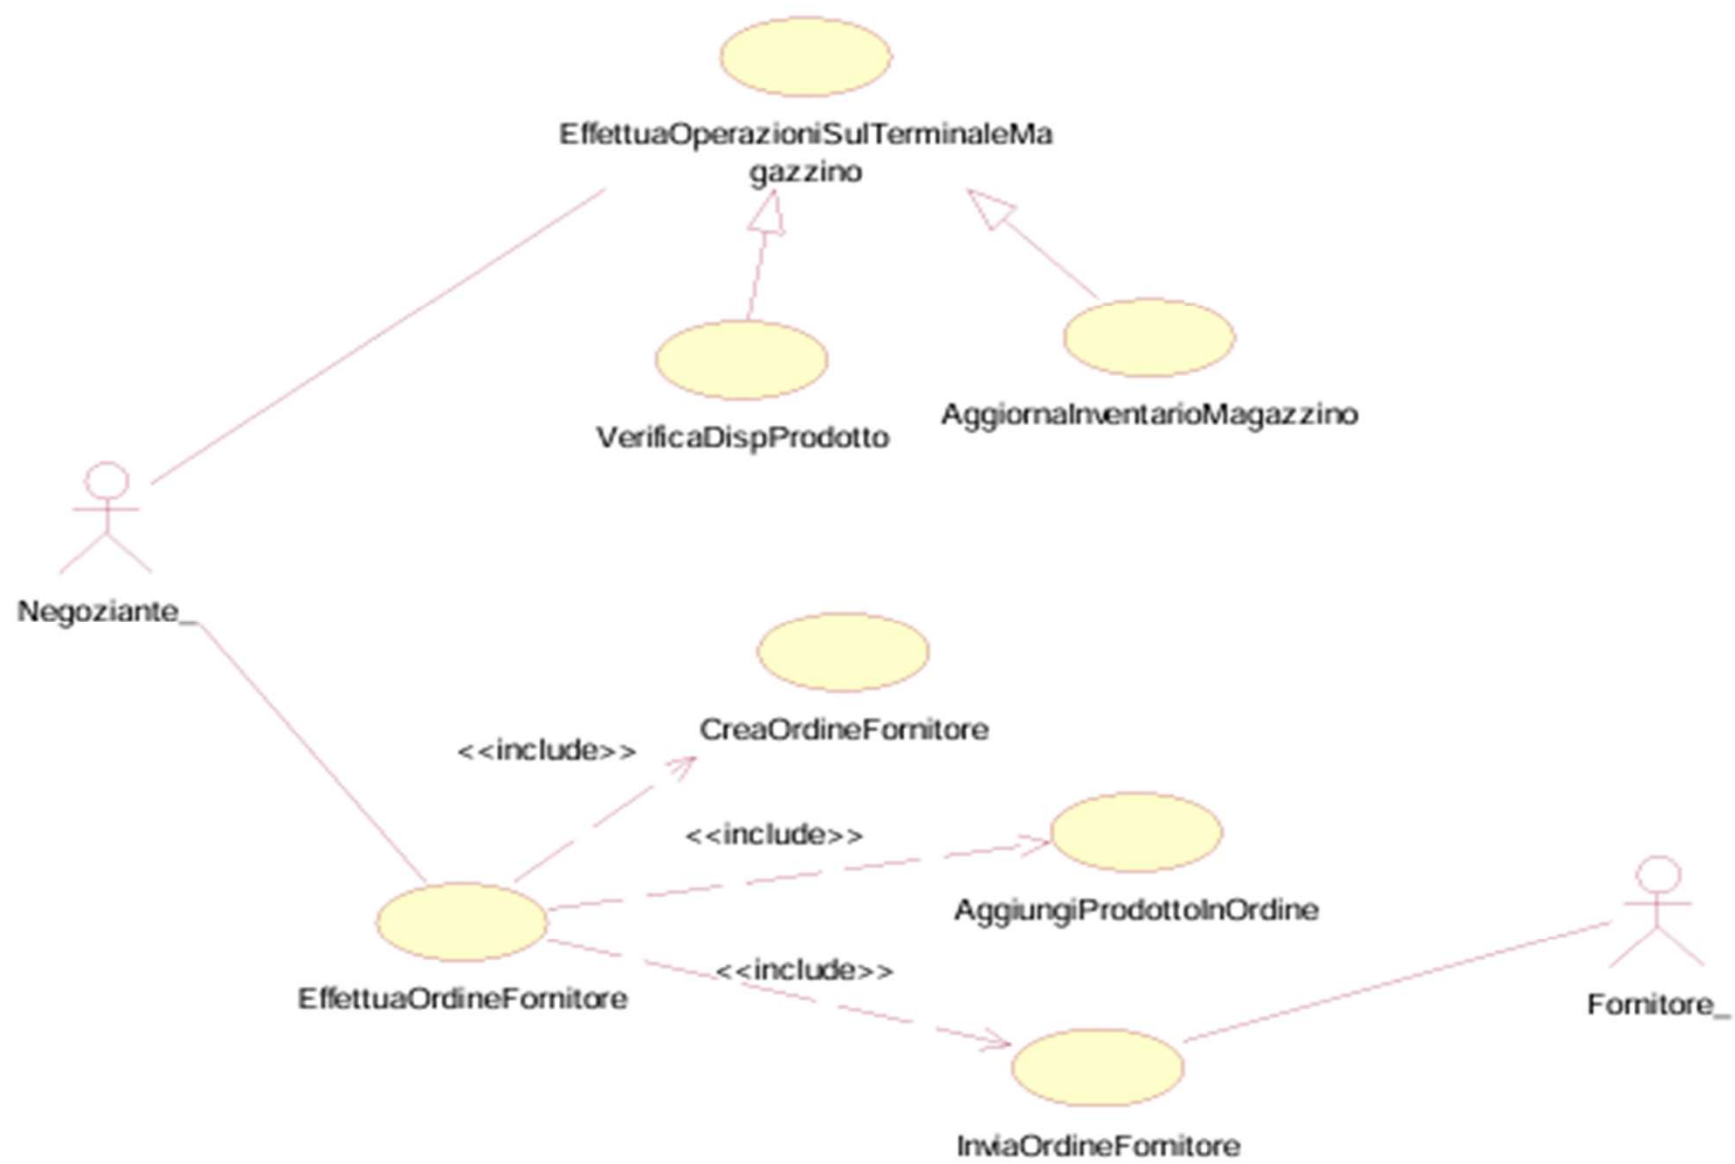 EffettuaOperazioniSulTerminaleMa
gazzino
VerificaDispProdotto
AggiornaInventarioMagazzino
Negoziante_
CreaOrdineFornitore
<<include>>
<<include>>
AggiungiProdottoInOrdine
<<include>>
EffettuaOrdineFornitore
Fornitore_
InviaOrdineFornitore